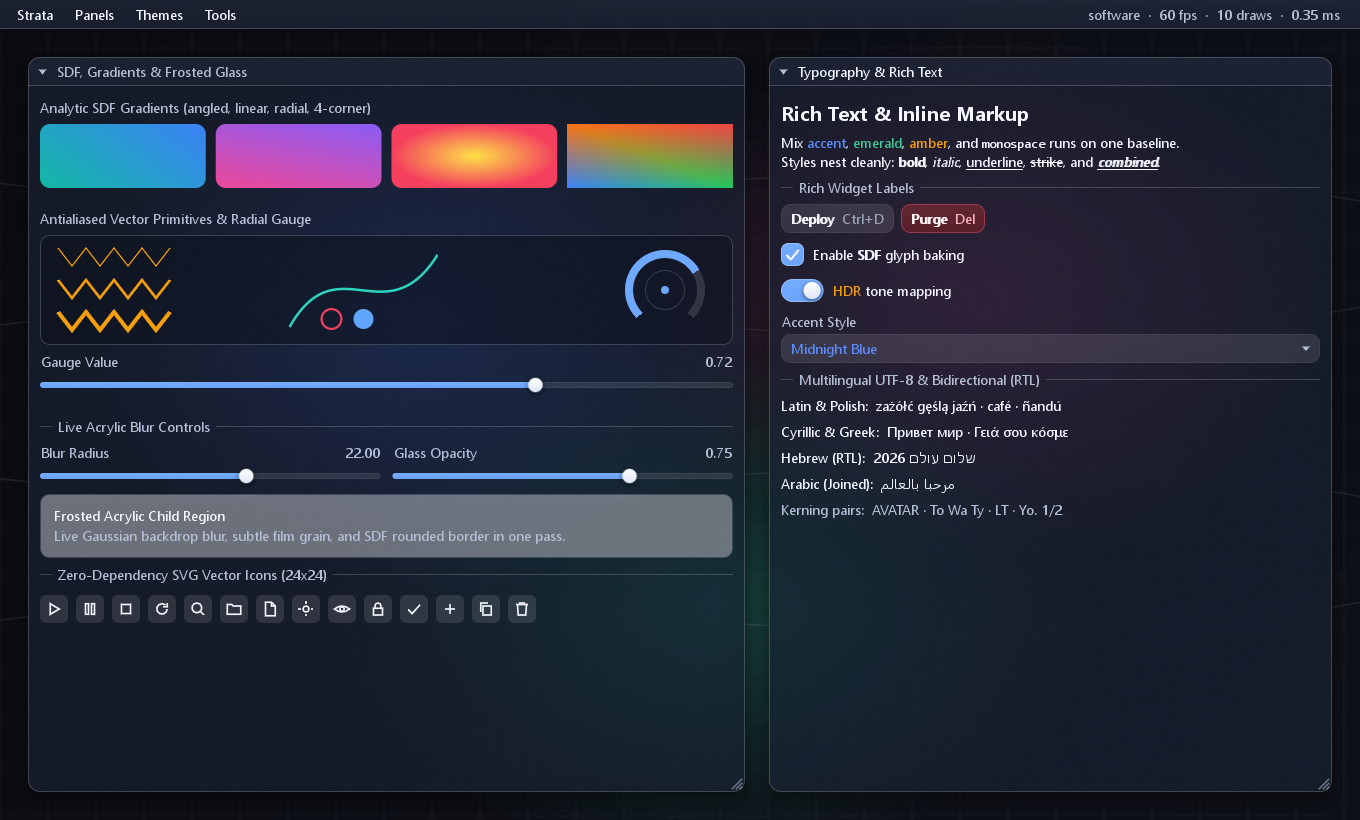 Strata Panels Themes Tools software · 60 fps · 10 draws · 0.35 ms
SDF, Gradients & Frosted Glass
Analytic SDF Gradients (angled, linear, radial, 4-corner)
Antialiased Vector Primitives & Radial Gauge
Gauge Value 0.72
Live Acrylic Blur Controls
Blur Radius 22.00 Glass Opacity 0.75
Frosted Acrylic Child Region
Live Gaussian backdrop blur, subtle film grain, and SDF rounded border in one pass.
Zero-Dependency SVG Vector Icons (24x24)
Typography & Rich Text
Rich Text & Inline Markup
Mix accent, emerald, amber, and monospace runs on one baseline.
Styles nest cleanly: bold, italic, underline, strike, and combined.
Rich Widget Labels
Deploy Ctrl+D Purge Del
Enable SDF glyph baking
HDR tone mapping
Accent Style
Midnight Blue
Multilingual UTF-8 & Bidirectional (RTL)
Latin & Polish: zażółć gęślą jaźń · café · ñandú
Cyrillic & Greek: Привет мир · Γειά σου κόσμε
Hebrew (RTL): שלום עולם 2026
Arabic (Joined): مرحبا بالعالم
Kerning pairs: AVATAR · To Wa Ty · LT · Yo. 1/2